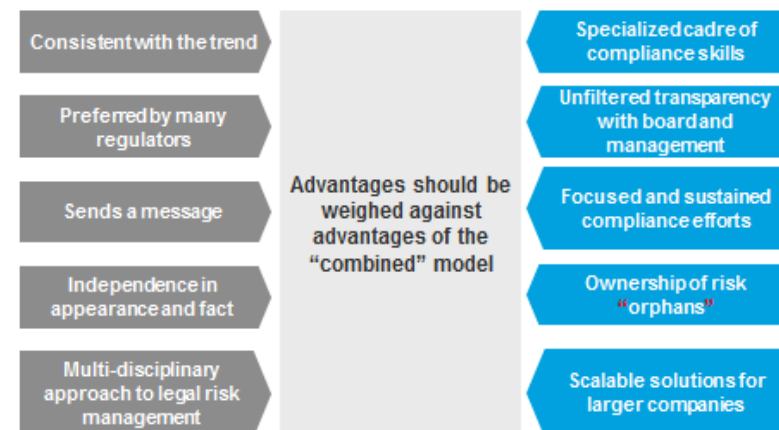 Consistent with the trend
Preferred by many
regulators
Sends a message
Independence in
appearance and fact
Multi-disciplinary
approach to legal risk
management
Advantages should be
weighed against
advantages of the
“combined” model
Specialized cadre of
compliance skills
Unfiltered transparency
with board and
management
Focused and sustained
compliance efforts
Ownership of risk
“orphans”
Scalable solutions for
larger companies